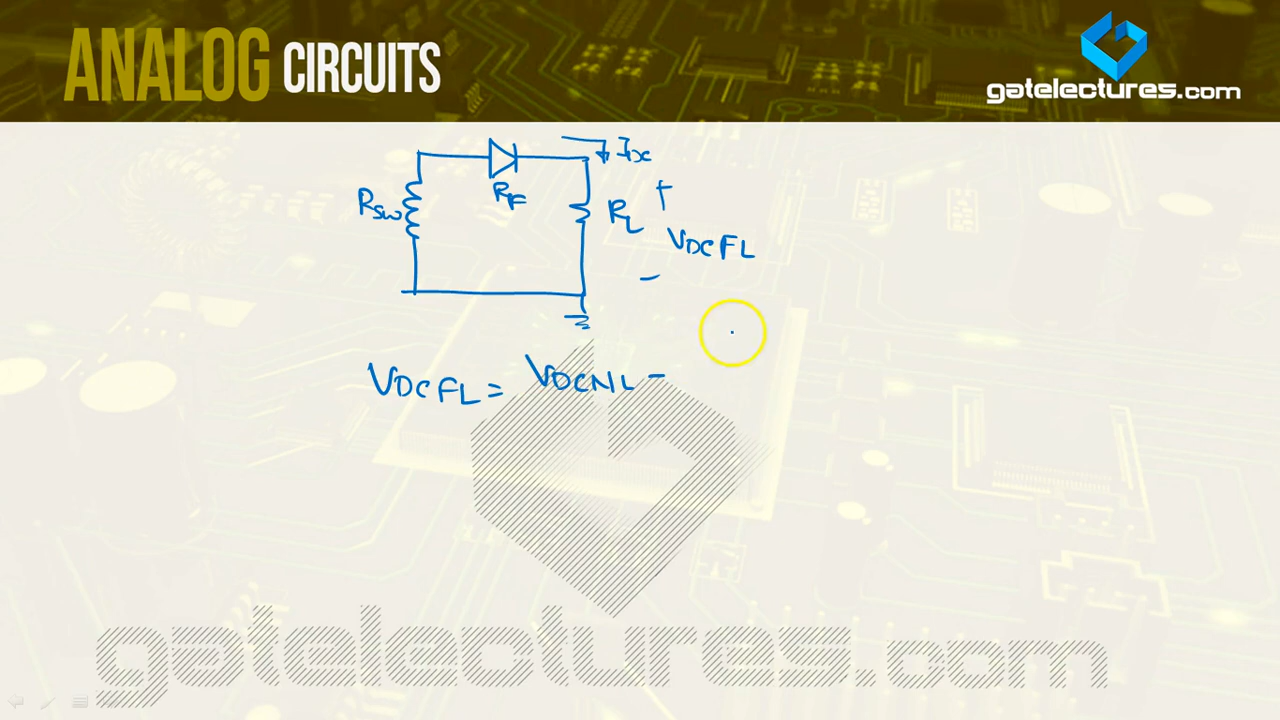 ANALOG CIRCUITS
gatelectures.com
IDC
RSW
RF
RL
+
VDCFL
-
VDCFL = VDCNL -
gatelectures.com